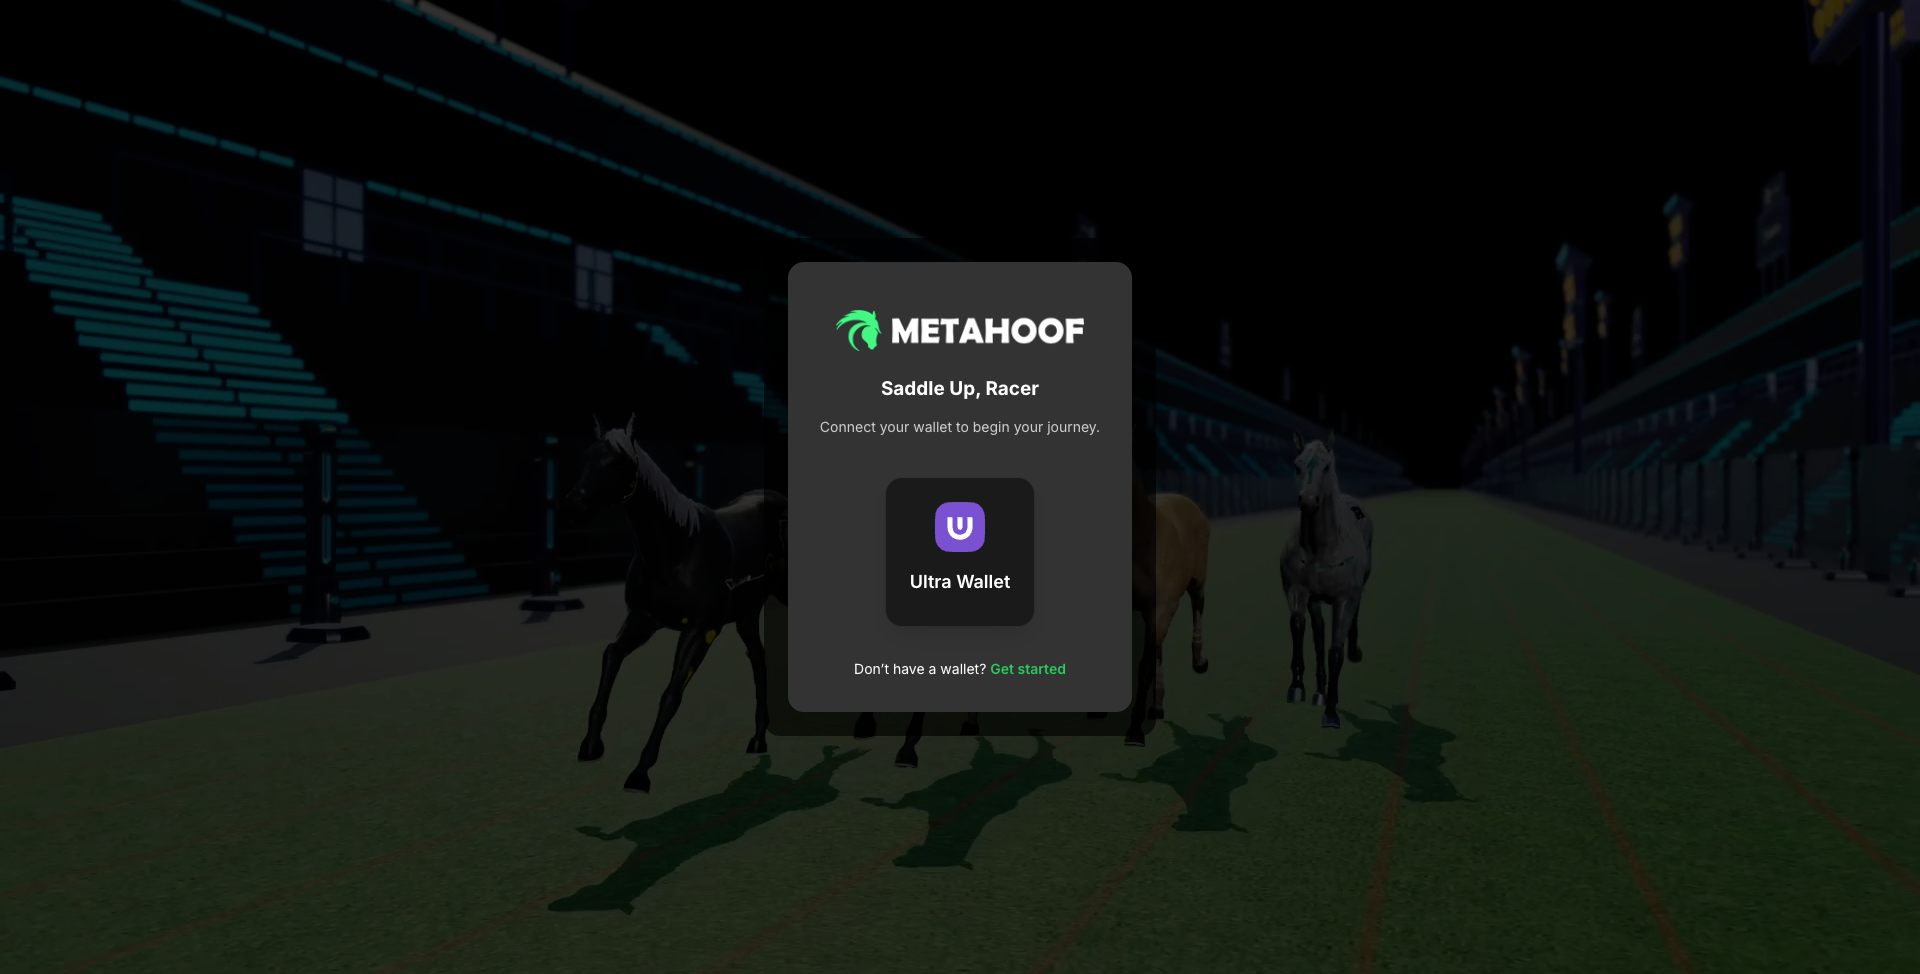 METAHOOF
Saddle Up, Racer
Connect your wallet to begin your journey.
Ultra Wallet
Don’t have a wallet? Get started